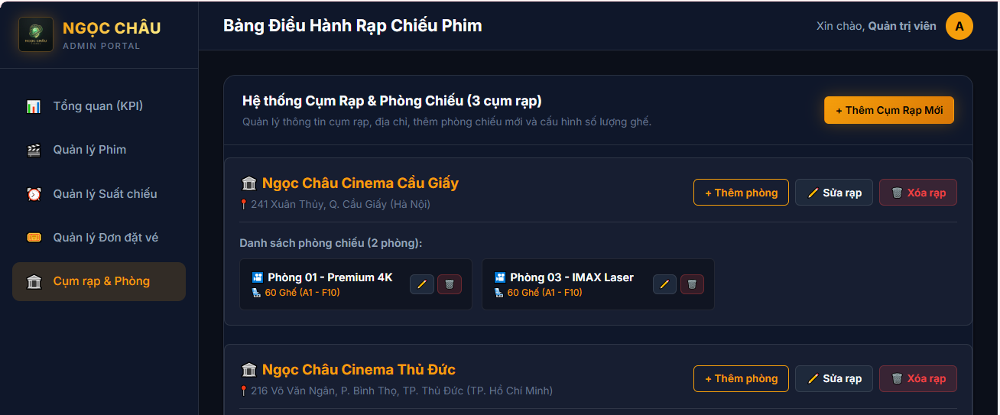 NGỌC CHÂU
ADMIN PORTAL
Bảng Điều Hành Rạp Chiếu Phim
Xin chào, Quản trị viên
A
NGỌC CHÂU
Tổng quan (KPI)
Quản lý Phim
Quản lý Suất chiếu
Quản lý Đơn đặt vé
Cụm rạp & Phòng
Hệ thống Cụm Rạp & Phòng Chiếu (3 cụm rạp)
Quản lý thông tin cụm rạp, địa chỉ, thêm phòng chiếu mới và cấu hình số lượng ghế.
+ Thêm Cụm Rạp Mới
Ngọc Châu Cinema Cầu Giấy
241 Xuân Thủy, Q. Cầu Giấy (Hà Nội)
+ Thêm phòng
Sửa rạp
Xóa rạp
Danh sách phòng chiếu (2 phòng):
Phòng 01 - Premium 4K
60 Ghế (A1 - F10)
Phòng 03 - IMAX Laser
60 Ghế (A1 - F10)
Ngọc Châu Cinema Thủ Đức
216 Võ Văn Ngân, P. Bình Thọ, TP. Thủ Đức (TP. Hồ Chí Minh)
+ Thêm phòng
Sửa rạp
Xóa rạp